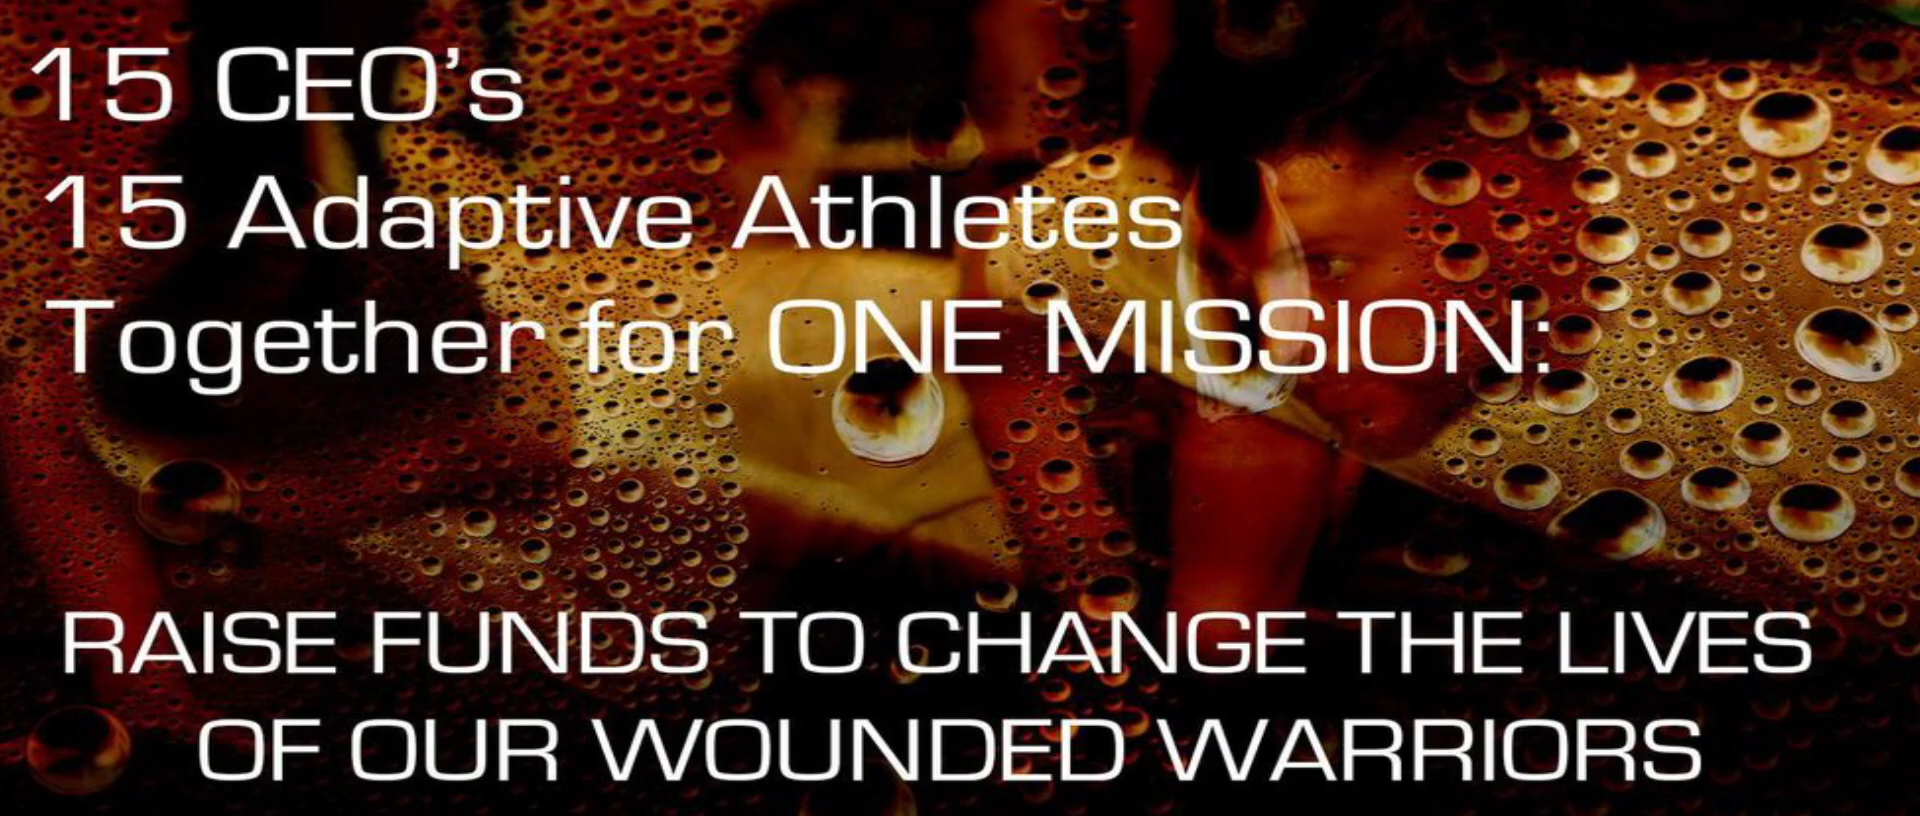 15 CEO’s
15 Adaptive Athletes
Together for ONE MISSION:
RAISE FUNDS TO CHANGE THE LIVES
OF OUR WOUNDED WARRIORS